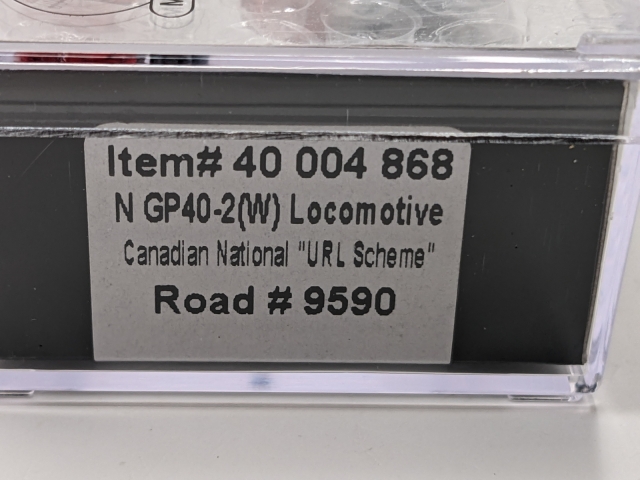 Item# 40 004 868
N GP40-2(W) Locomotive
Canadian National "URL Scheme"
Road # 9590